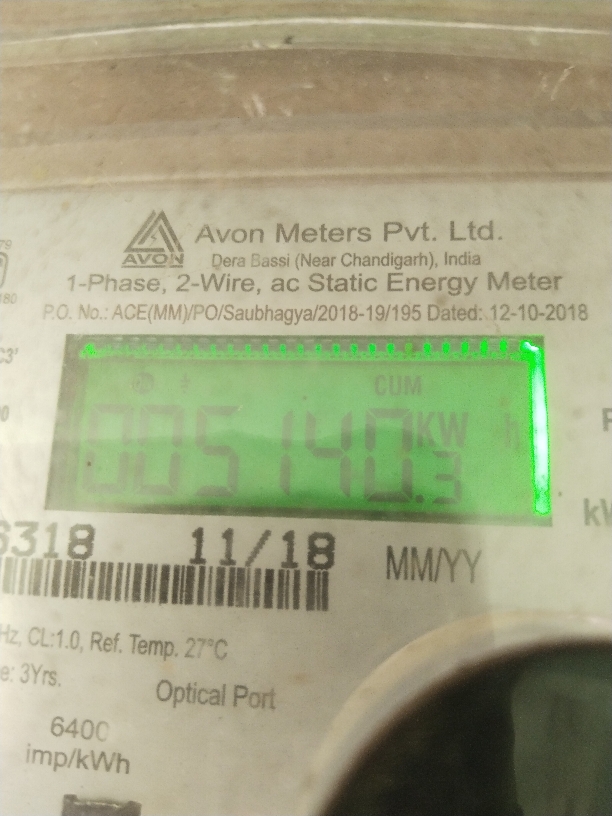 AVON
Avon Meters Pvt. Ltd.
Dera Bassi (Near Chandigarh), India
1-Phase, 2-Wire, ac Static Energy Meter
P.O. No.: ACE(MM)/PO/Saubhagya/2018-19/195 Dated: 12-10-2018
CUM
005140.3 KW h
6318 11/18 MM/YY
Hz, CL:1.0, Ref. Temp. 27°C
e: 3Yrs.
Optical Port
6400
imp/kWh